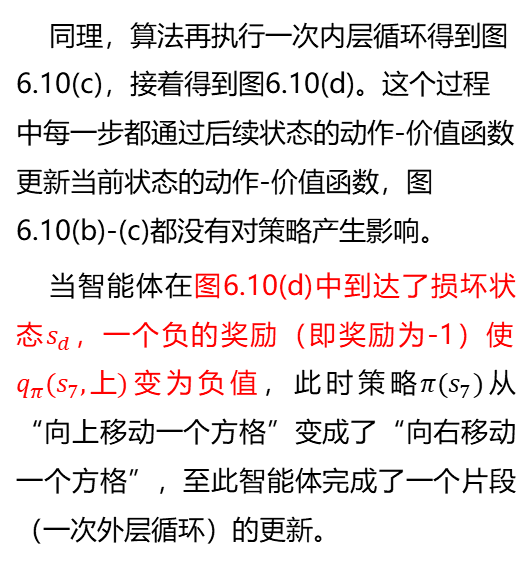 同理，算法再执行一次内层循环得到图
6.10(c)，接着得到图6.10(d)。这个过程
中每一步都通过后续状态的动作-价值函数
更新当前状态的动作-价值函数，图
6.10(b)-(c)都没有对策略产生影响。
当智能体在图6.10(d)中到达了损坏状
态s_d，一个负的奖励（即奖励为-1）使
q_π(s_7,上)变为负值，此时策略π(s_7)从
“向上移动一个方格”变成了“向右移动
一个方格”，至此智能体完成了一个片段
（一次外层循环）的更新。